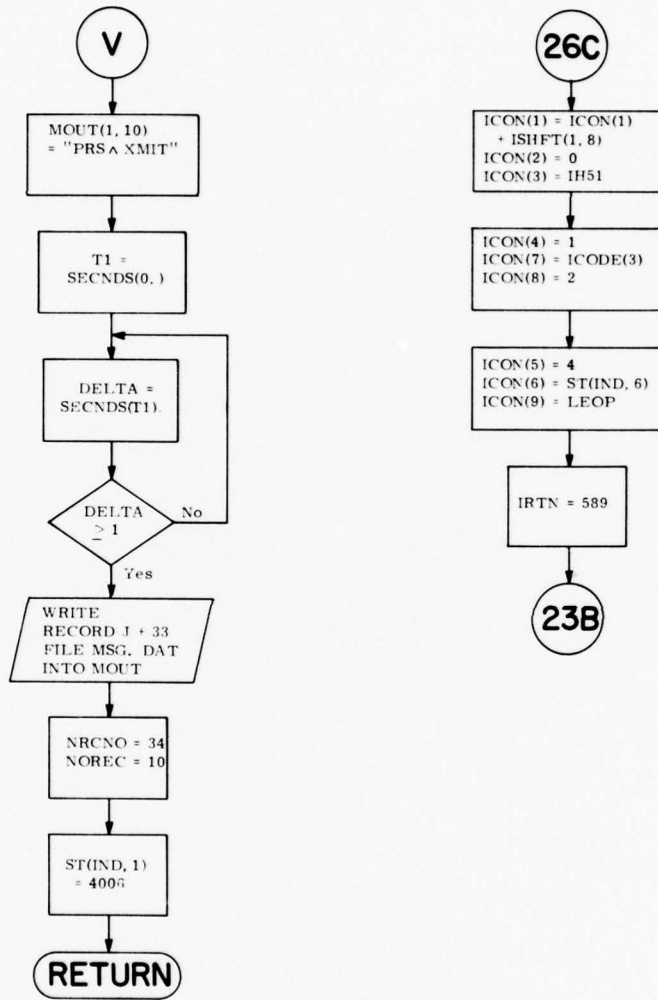 V
MOUT(1, 10)
= "PRS ∧ XMIT"
T1 =
SECNDS(0. )
DELTA =
SECNDS(T1).
DELTA
≥ 1
No
Yes
WRITE
RECORD J + 33
FILE MSG. DAT
INTO MOUT
NRCNO = 34
NOREC = 10
ST(IND, 1)
= 4006
RETURN
26C
ICON(1) = ICON(1)
+ ISHFT(1, 8)
ICON(2) = 0
ICON(3) = IH51
ICON(4) = 1
ICON(7) = ICODE(3)
ICON(8) = 2
ICON(5) = 4
ICON(6) = ST(IND, 6)
ICON(9) = LEOP
IRTN = 589
23B